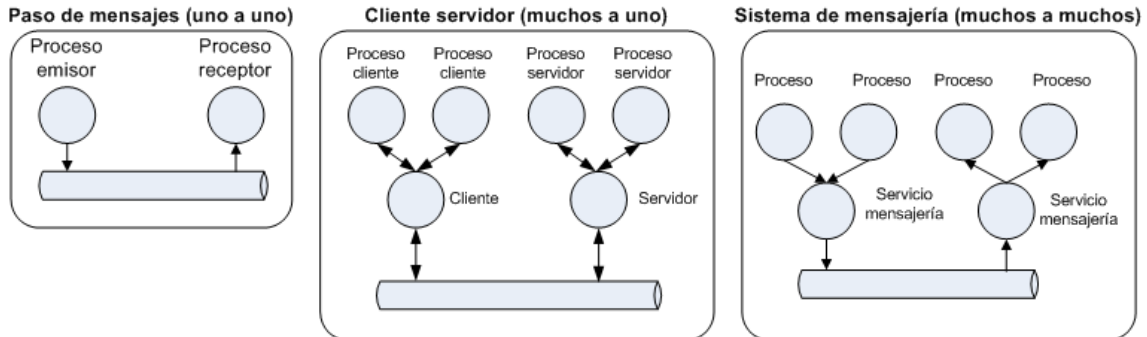 Paso de mensajes (uno a uno)
Proceso
emisor
Proceso
receptor
Cliente servidor (muchos a uno)
Proceso
cliente
Proceso
cliente
Proceso
servidor
Proceso
servidor
Cliente
Servidor
Sistema de mensajería (muchos a muchos)
Proceso
Proceso
Proceso
Proceso
Servicio
mensajería
Servicio
mensajería